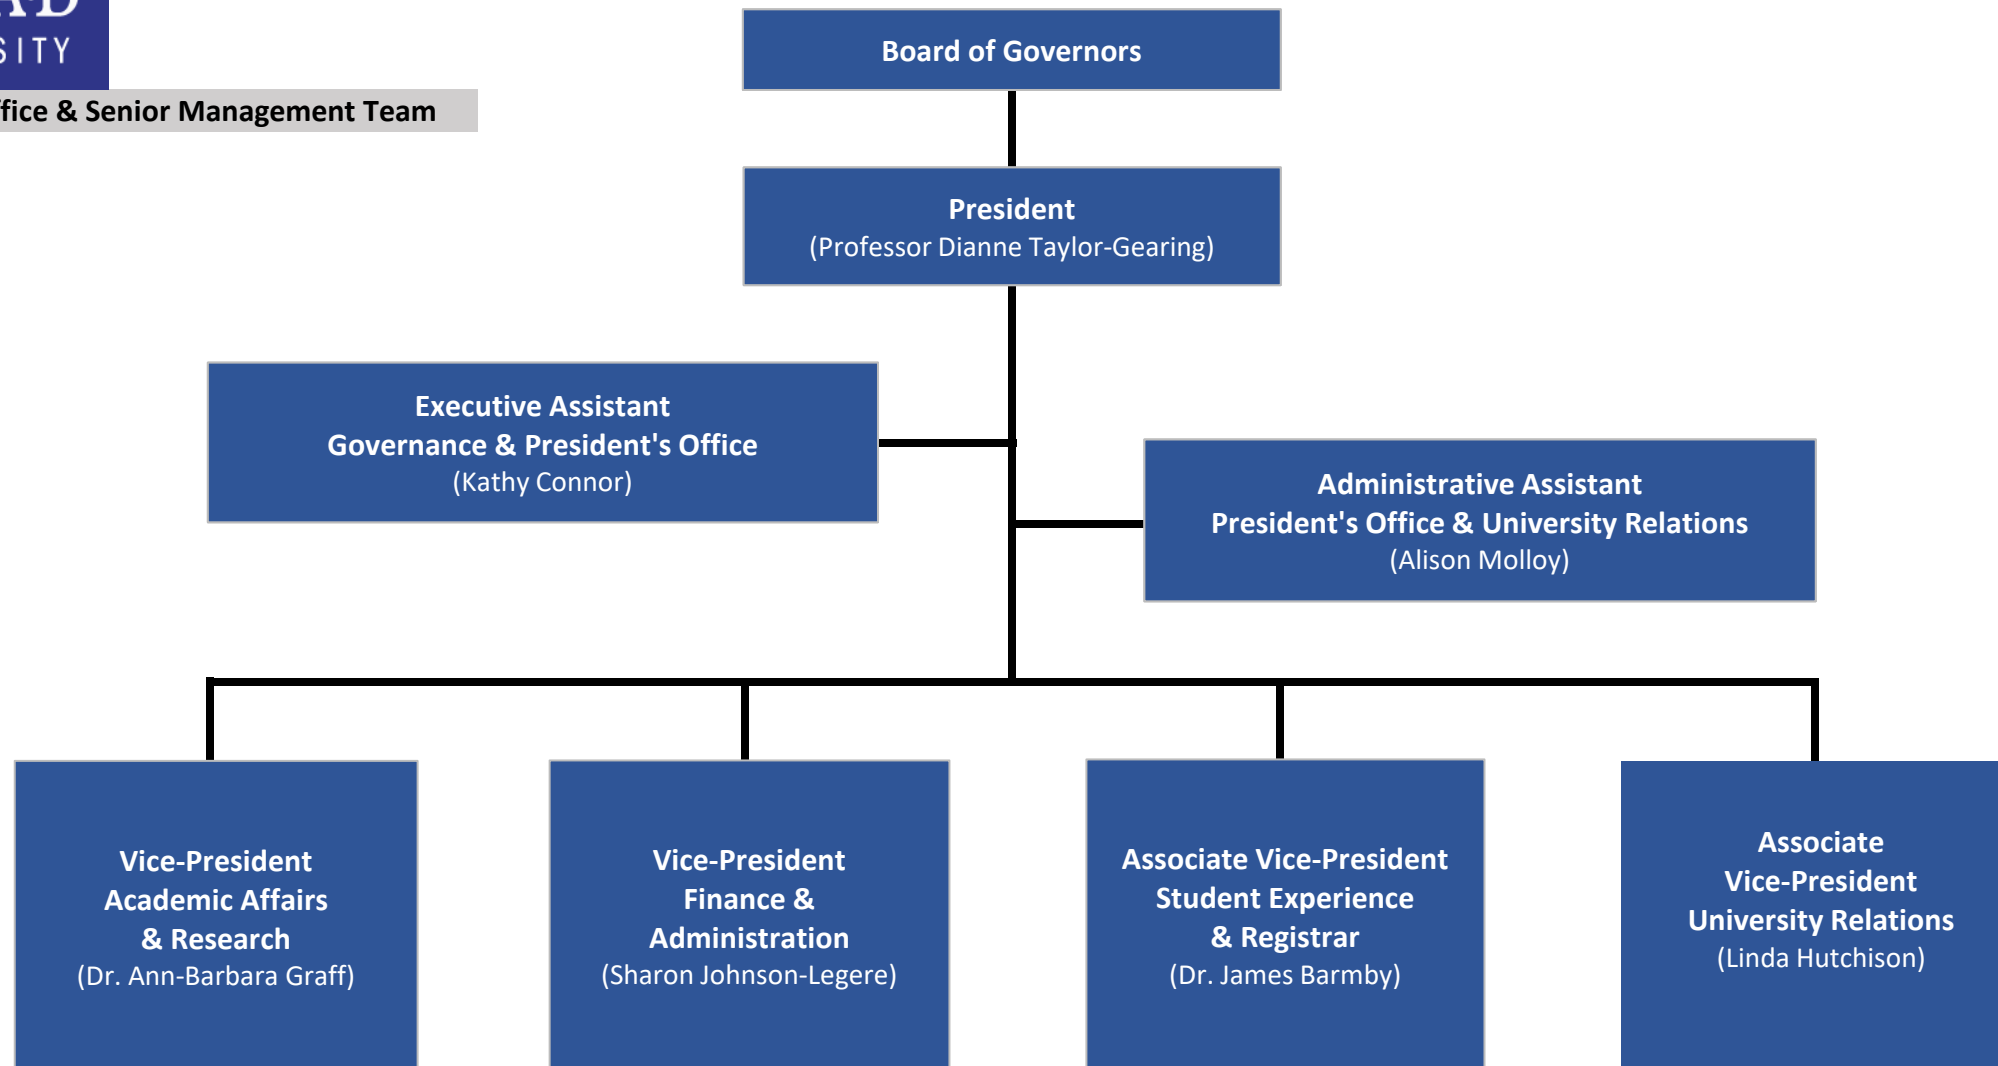 SITY
& Senior Management Team
Board of Governors
President
(Professor Dianne Taylor-Gearing)
Executive Assistant
Governance & President's Office
(Kathy Connor)
Administrative Assistant
President's Office & University Relations
(Alison Molloy)
Vice-President
Academic Affairs
& Research
(Dr. Ann-Barbara Graff)
Vice-President
Finance &
Administration
(Sharon Johnson-Legere)
Associate Vice-President
Student Experience
& Registrar
(Dr. James Barmby)
Associate
Vice-President
University Relations
(Linda Hutchison)